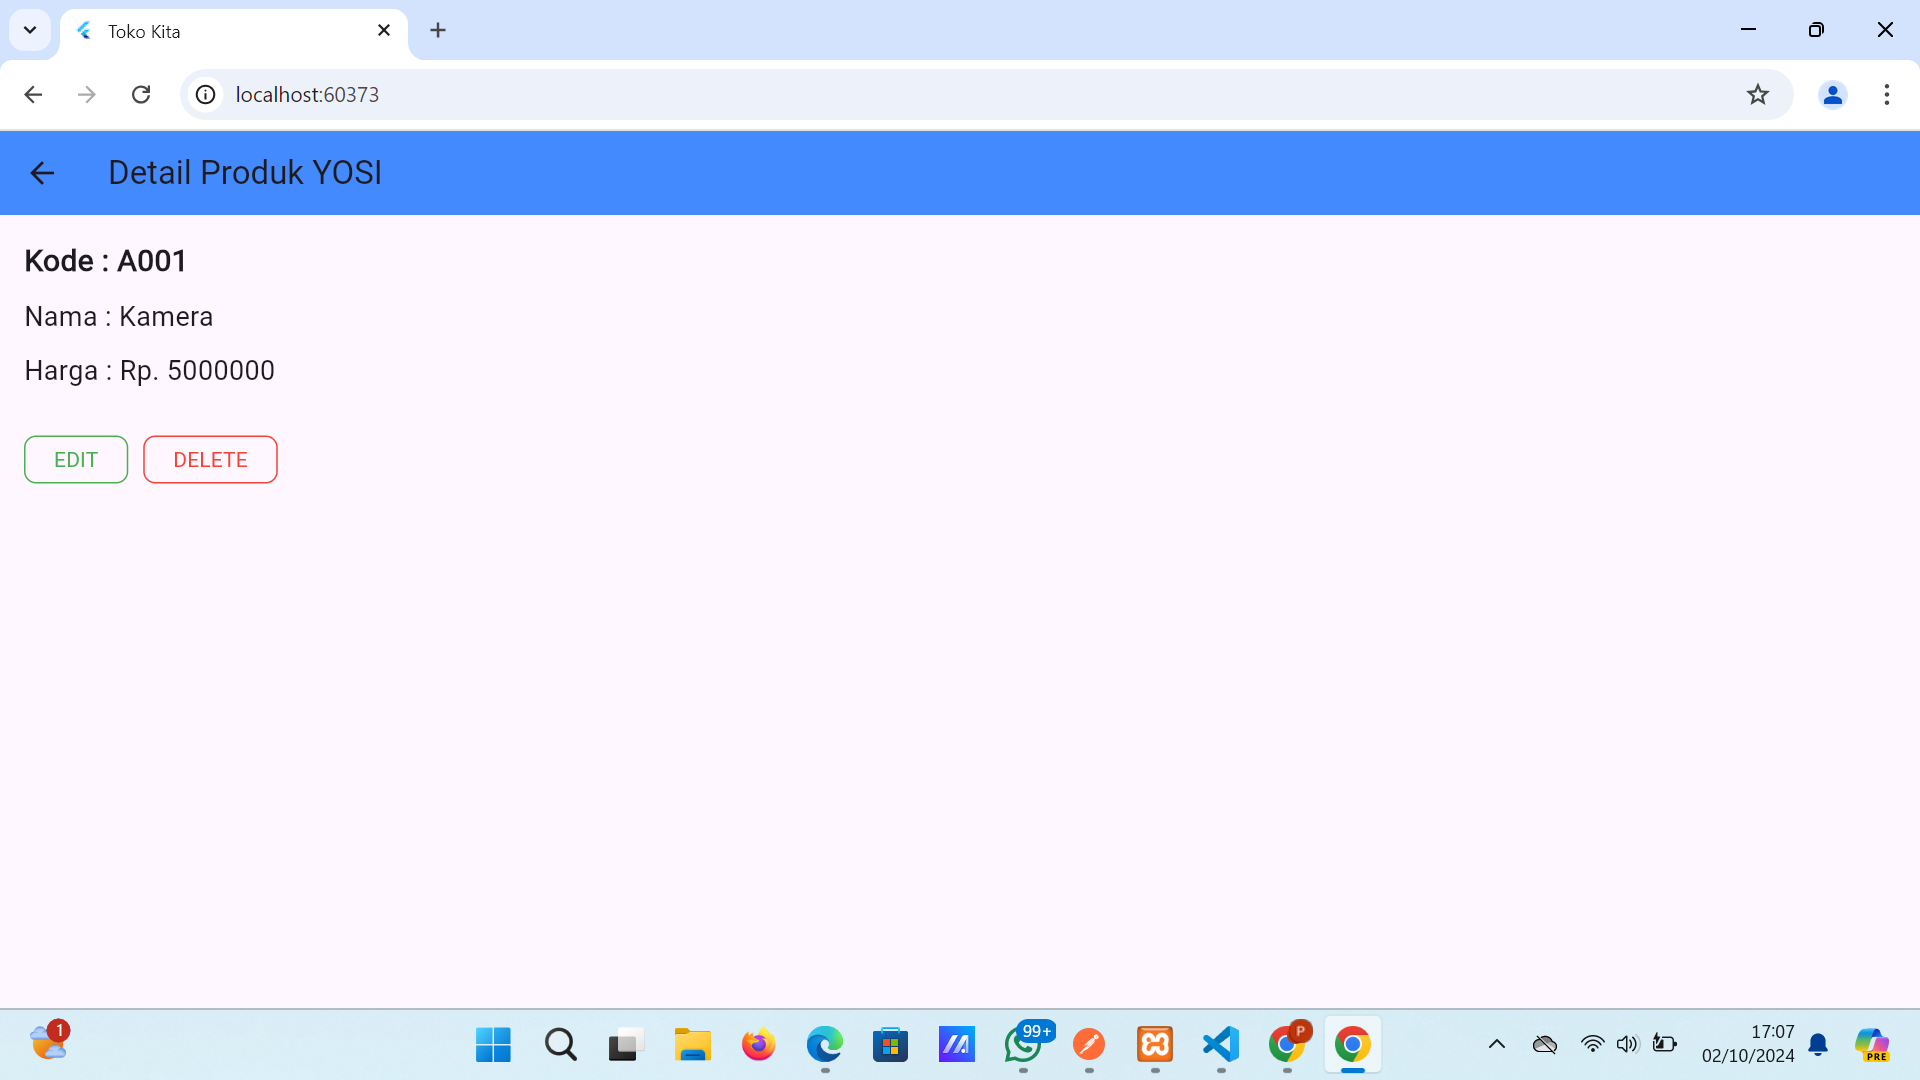 Toko Kita
localhost:60373
Detail Produk YOSI
Kode : A001
Nama : Kamera
Harga : Rp. 5000000
EDIT
DELETE
1
99+
P
17:07
02/10/2024
PRE